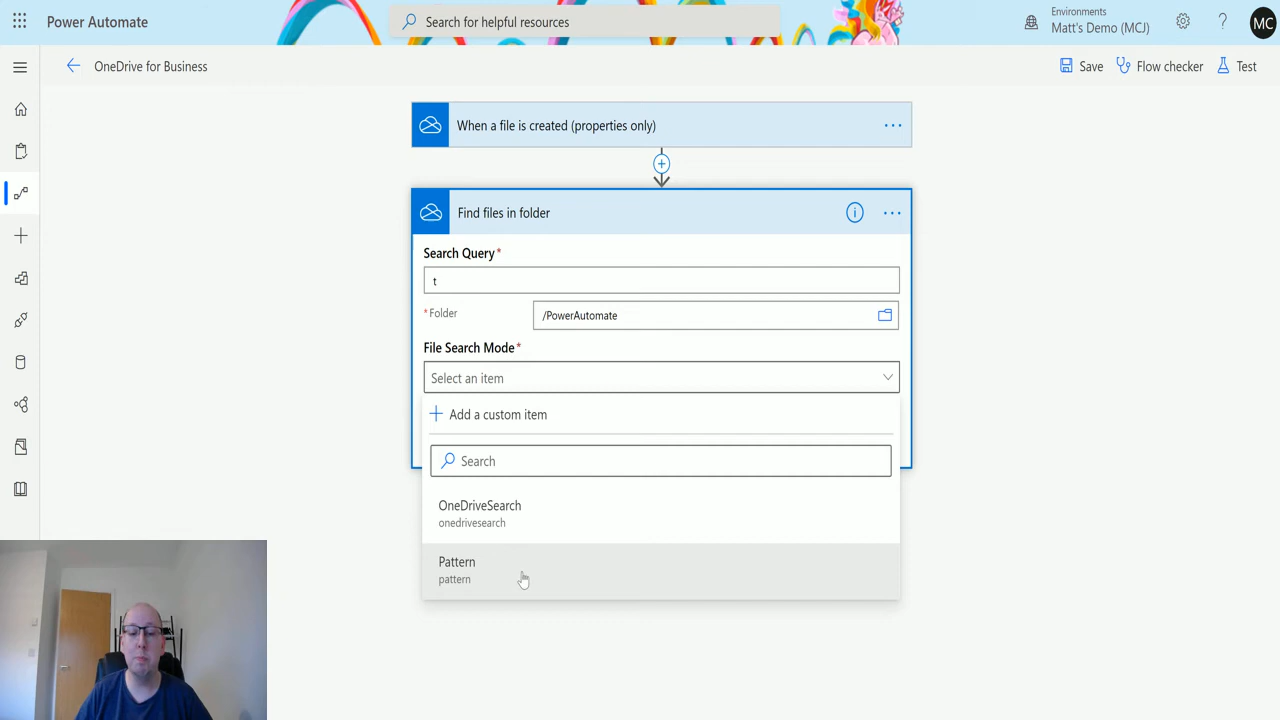 Power Automate
Search for helpful resources
Environments
Matt's Demo (MCJ)
MC
OneDrive for Business
Save
Flow checker
Test
When a file is created (properties only)
Find files in folder
Search Query*
t
*Folder
/PowerAutomate
File Search Mode*
Select an item
Add a custom item
Search
OneDriveSearch
onedrivesearch
Pattern
pattern